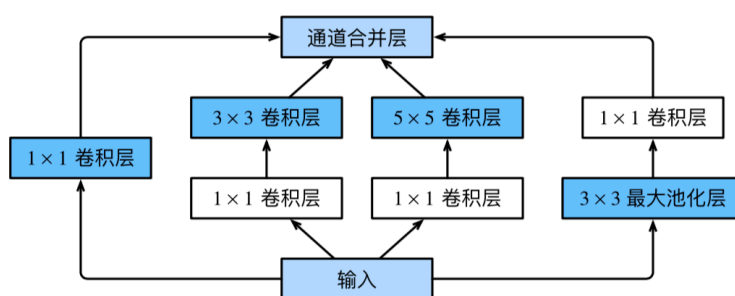 通道合并层
3 × 3 卷积层
5 × 5 卷积层
1 × 1 卷积层
1 × 1 卷积层
1 × 1 卷积层
1 × 1 卷积层
3 × 3 最大池化层
输入